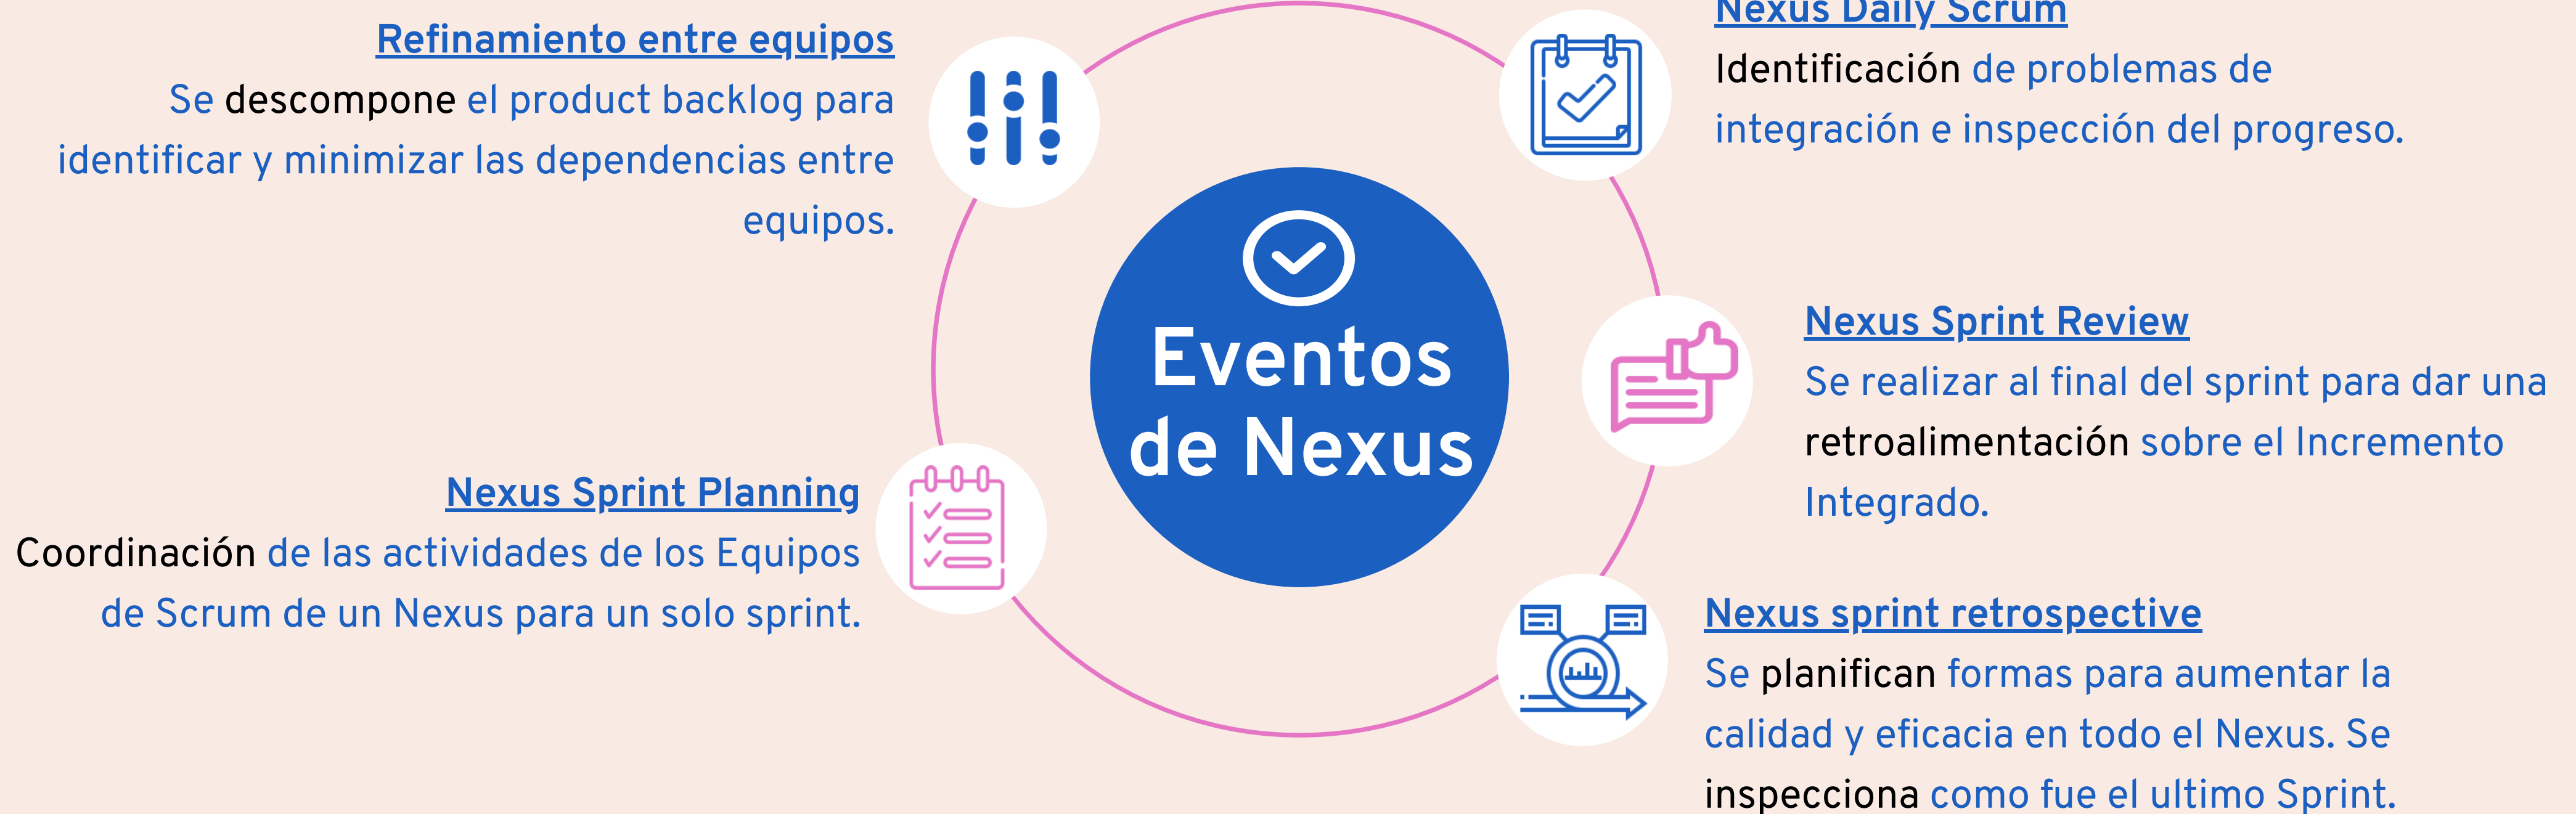 Refinamiento entre equipos
Se descompone el product backlog para
identificar y minimizar las dependencias entre
equipos.
Nexus Sprint Planning
Coordinación de las actividades de los Equipos
de Scrum de un Nexus para un solo sprint.
Eventos
de Nexus
Nexus Daily Scrum
Identificación de problemas de
integración e inspección del progreso.
Nexus Sprint Review
Se realizar al final del sprint para dar una
retroalimentación sobre el Incremento
Integrado.
Nexus sprint retrospective
Se planifican formas para aumentar la
calidad y eficacia en todo el Nexus. Se
inspecciona como fue el ultimo Sprint.